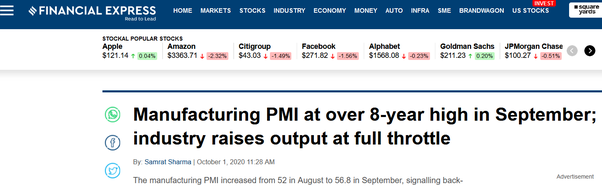 FINANCIAL EXPRESS
Read to Lead
HOME MARKETS STOCKS INDUSTRY ECONOMY MONEY AUTO INFRA SME BRANDWAGON US STOCKS
INVEST
square yards
STOCKAL POPULAR STOCKS
Apple Amazon Citigroup Facebook Alphabet Goldman Sachs JPMorgan Chase
$121.14 ↑ 0.04% $3363.71 ↓ -2.32% $43.03 ↓ -1.49% $271.82 ↓ -1.56% $1568.08 ↓ -0.23% $211.23 ↑ 0.20% $100.27 ↓ -0.51%
Manufacturing PMI at over 8-year high in September;
industry raises output at full throttle
By: Samrat Sharma | October 1, 2020 11:28 AM
Advertisement
The manufacturing PMI increased from 52 in August to 56.8 in September, signalling back-